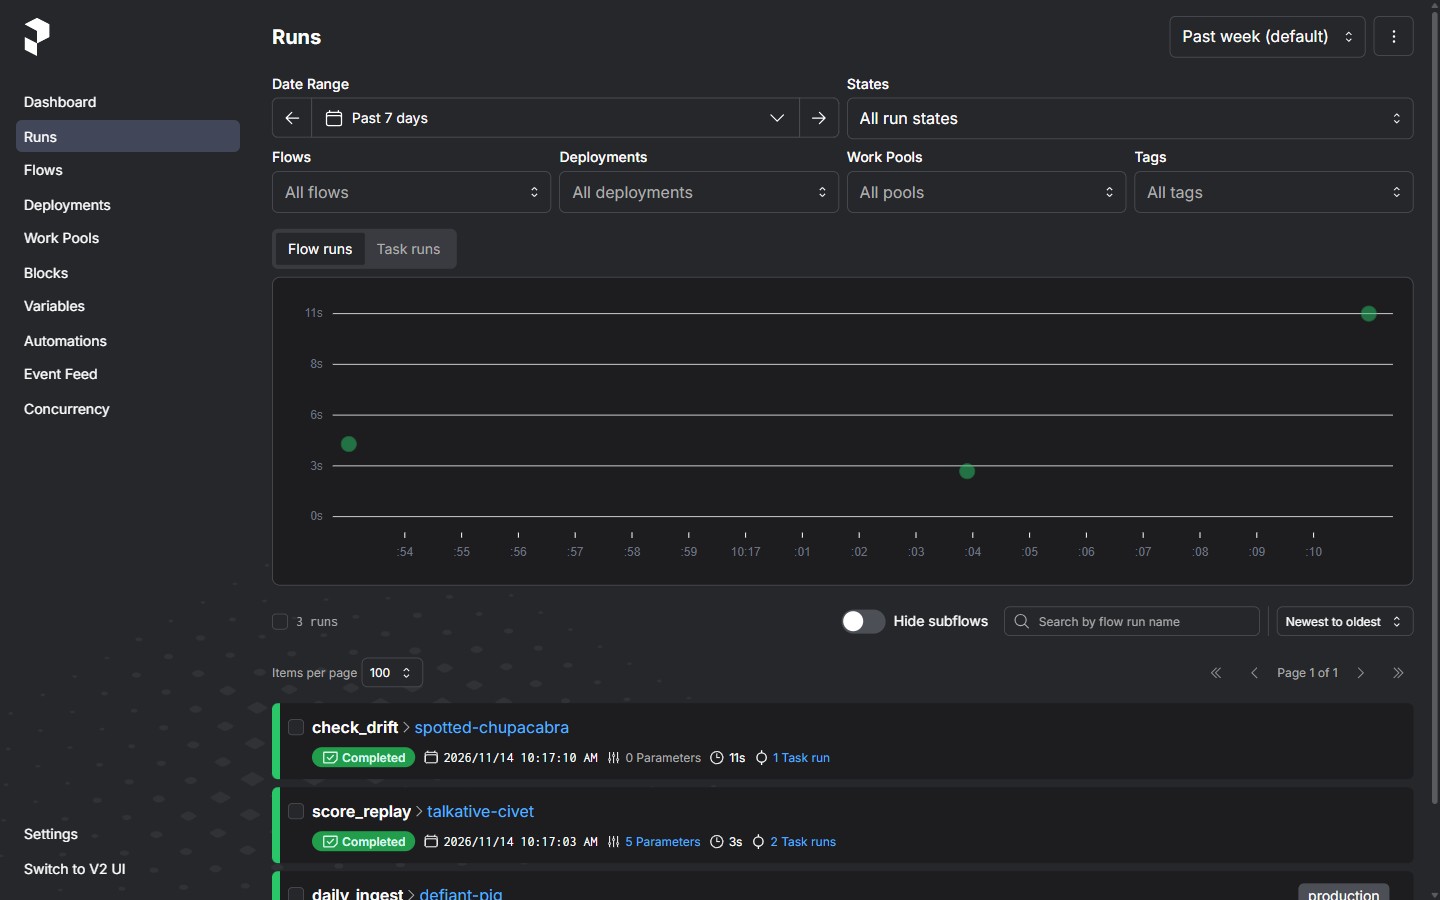 Runs
Past week (default)
Dashboard
Runs
Flows
Deployments
Work Pools
Blocks
Variables
Automations
Event Feed
Concurrency
Settings
Switch to V2 UI
Date Range
States
Past 7 days
All run states
Flows
Deployments
Work Pools
Tags
All flows
All deployments
All pools
All tags
Flow runs
Task runs
11s
8s
6s
3s
0s
:54 :55 :56 :57 :58 :59 10:17 :01 :02 :03 :04 :05 :06 :07 :08 :09 :10
3 runs
Hide subflows
Search by flow run name
Newest to oldest
Items per page
100
Page 1 of 1
check_drift > spotted-chupacabra
Completed 2026/11/14 10:17:10 AM 0 Parameters 11s 1 Task run
score_replay > talkative-civet
Completed 2026/11/14 10:17:03 AM 5 Parameters 3s 2 Task runs
daily_ingest > defiant-pig
production